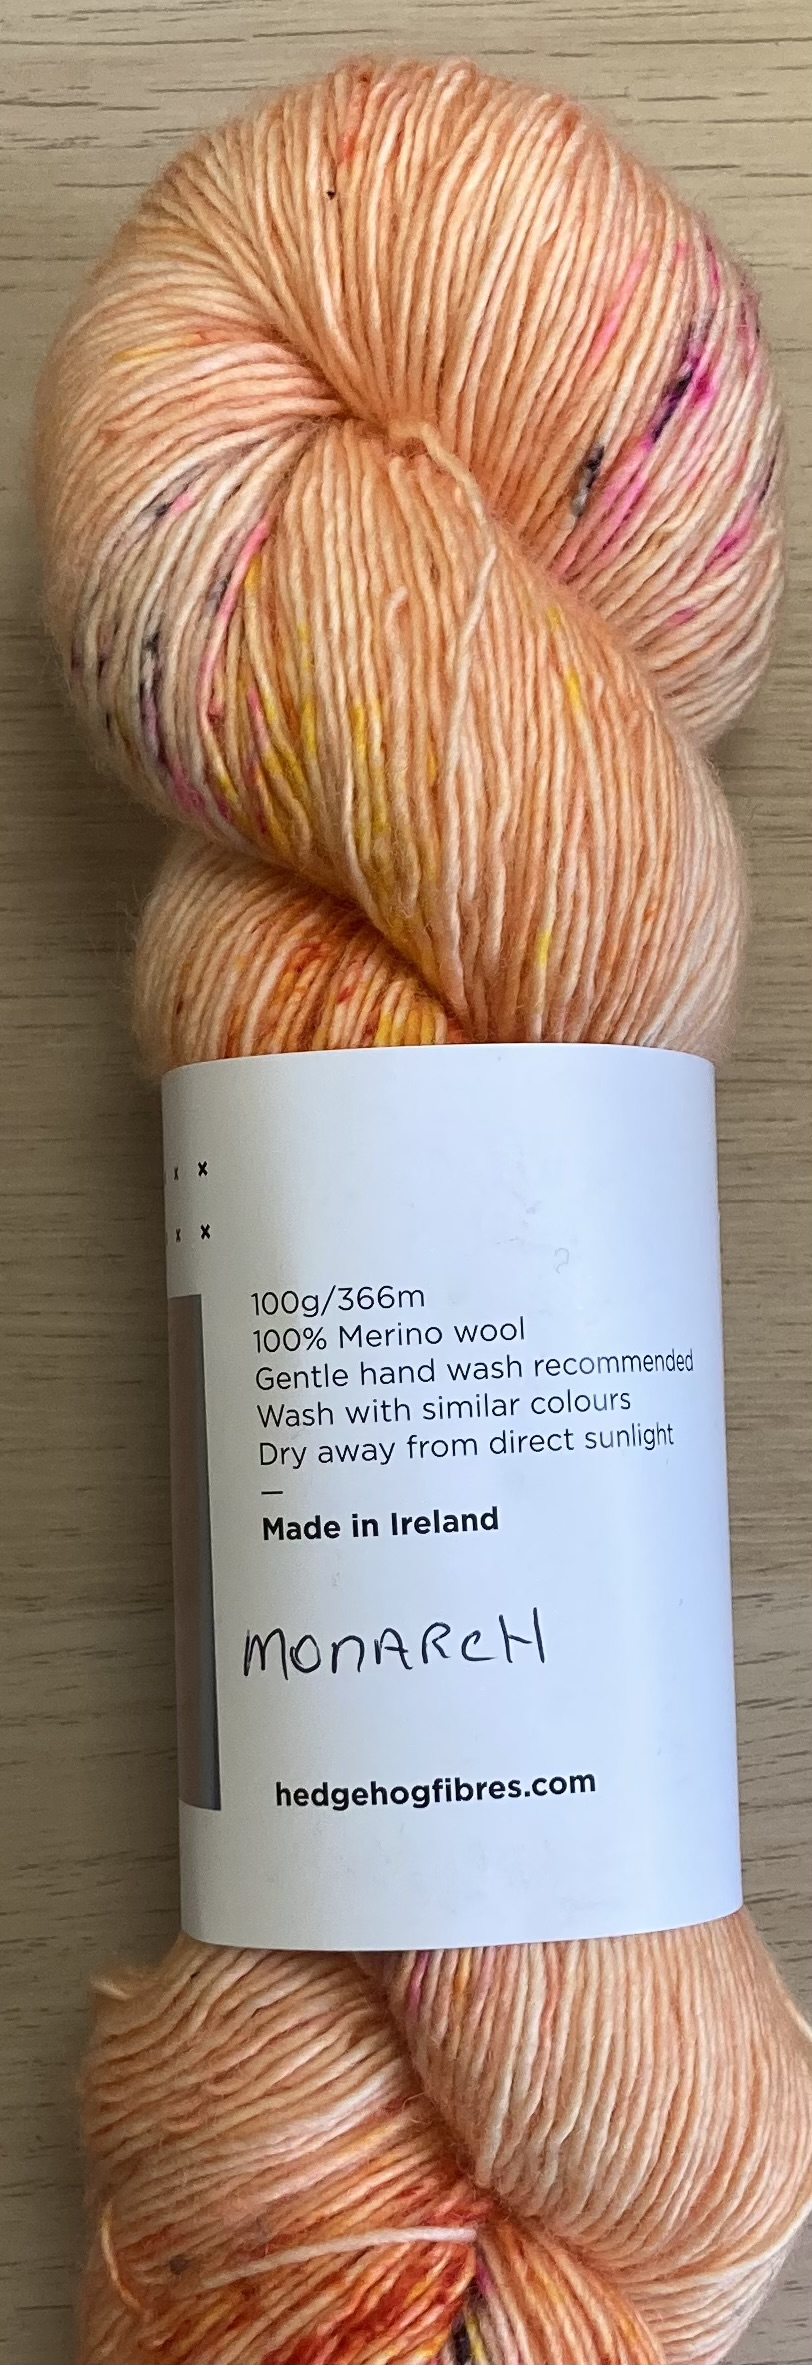 x x
x x
100g/366m
100% Merino wool
Gentle hand wash recommended
Wash with similar colours
Dry away from direct sunlight
—
Made in Ireland
MONARCH
hedgehogfibres.com